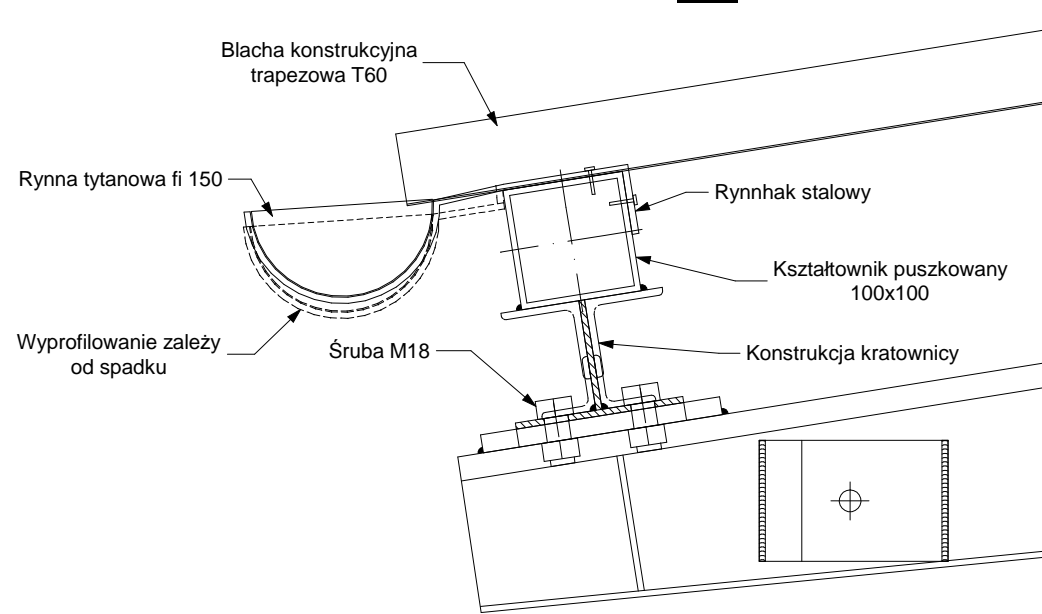 Blacha konstrukcyjna
trapezowa T60
Rynna tytanowa fi 150
Rynnhak stalowy
Kształtownik puszkowany
100x100
Wyprofilowanie zależy
od spadku
Śruba M18
Konstrukcja kratownicy